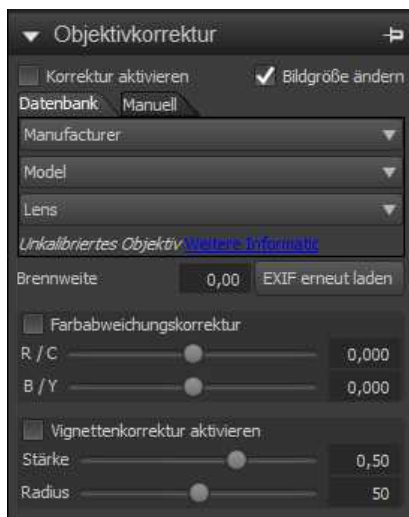 Objektivkorrektur
Korrektur aktivieren Bildgröße ändern
Datenbank Manuell
Manufacturer
Model
Lens
Unkalibriertes Objektiv Weitere Informatic
Brennweite 0,00 EXIF erneut laden
Farbabweichungskorrektur
R / C 0,000
B / Y 0,000
Vignettenkorrektur aktivieren
Stärke 0,50
Radius 50